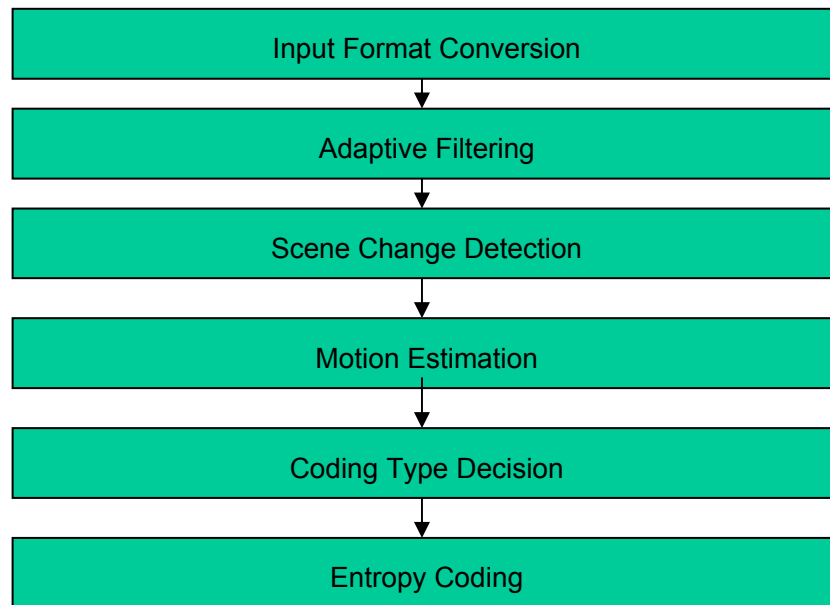 Input Format Conversion
Adaptive Filtering
Scene Change Detection
Motion Estimation
Coding Type Decision
Entropy Coding